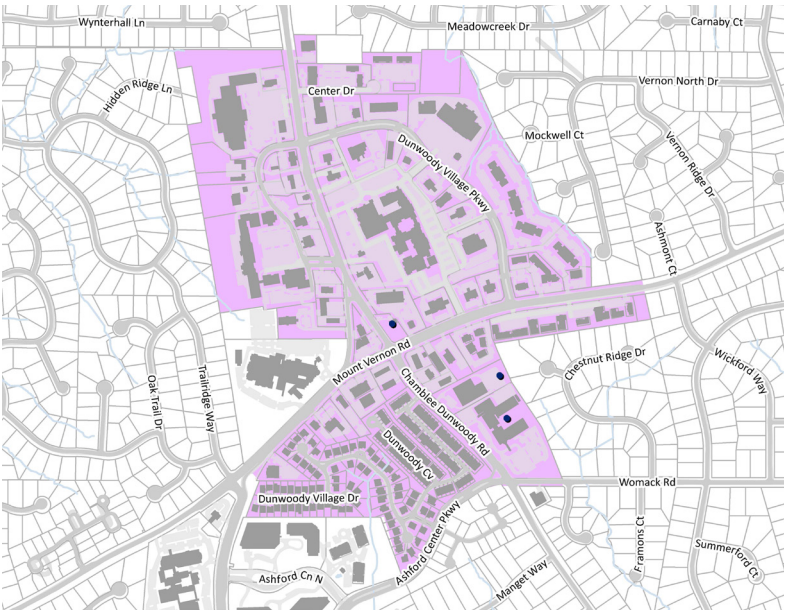 Wynterhall Ln
Meadowcreek Dr
Carnaby Ct
Hidden Ridge Ln
Center Dr
Vernon North Dr
Mockwell Ct
Dunwoody Village Pkwy
Vernon Ridge Dr
Ashmont Ct
Mount Vernon Rd
Chestnut Ridge Dr
Wickford Way
Trailridge Way
Oak Trail Dr
Chamblee Dunwoody Rd
Dunwoody Cv
Dunwoody Village Dr
Womack Rd
Ashford Center Pkwy
Framons Ct
Summerford Ct
Ashford Cn N
Manget Way